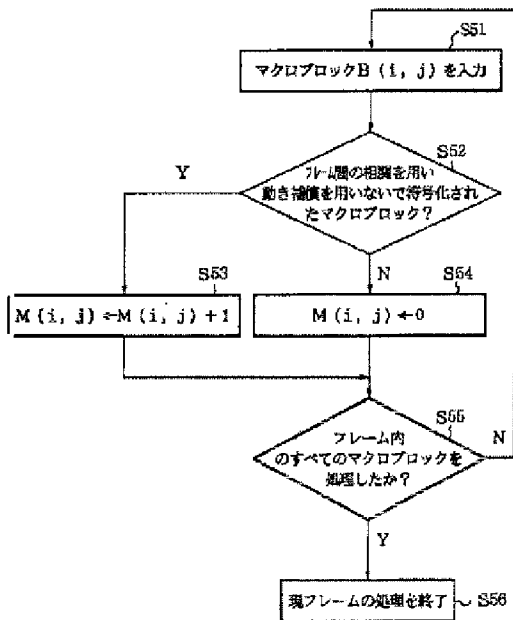 S51
マクロブロックB (i, j) を入力
S52
フレーム間の相関を用い
動き補償を用いないで符号化され
たマクロブロック?
Y
N
S53
M (i, j) ←M (i, j) +1
S54
M (i, j) ←0
S55
フレーム内
のすべてのマクロブロックを
処理したか?
N
Y
現フレームの処理を終了
S56